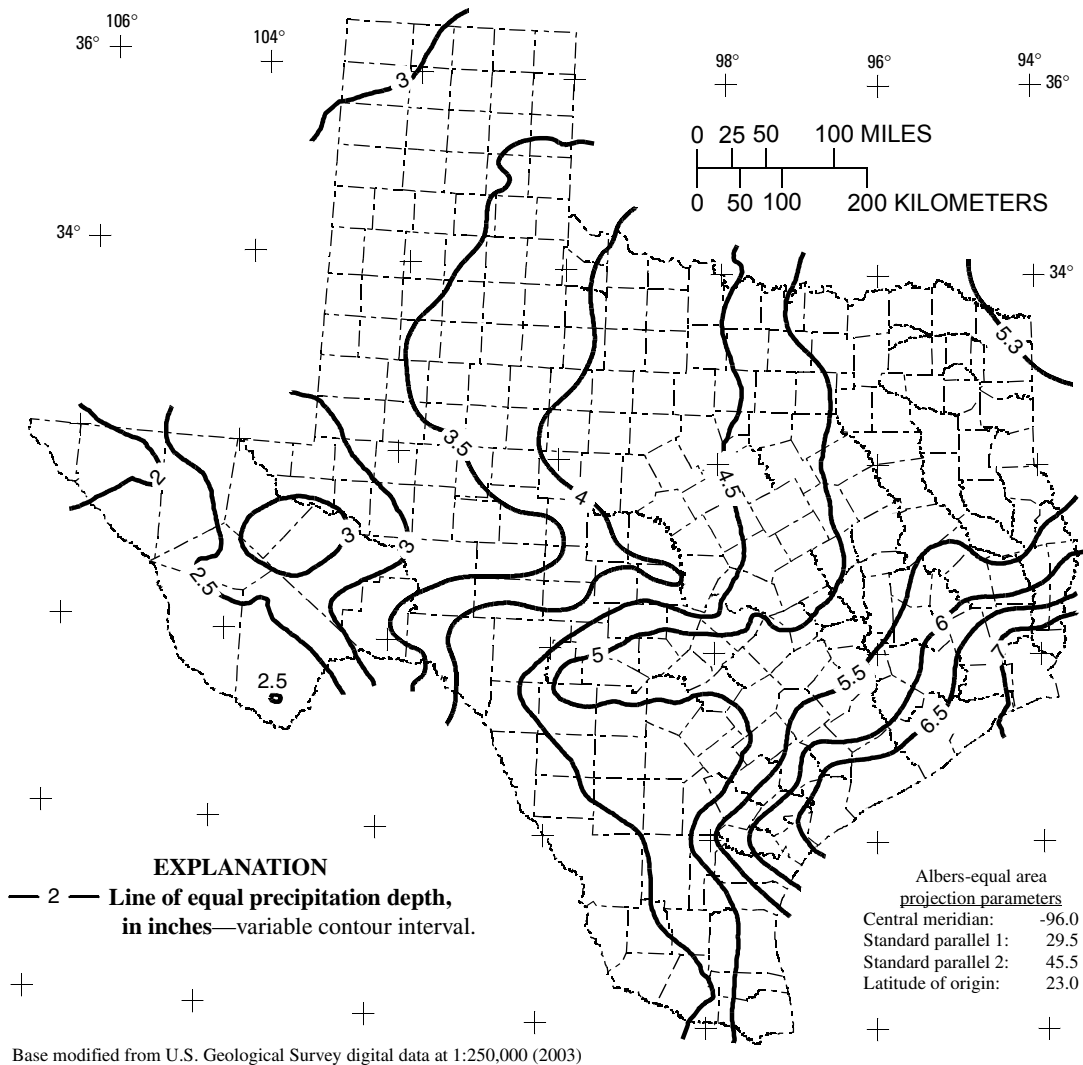 106°
36°
104°
98°
96°
94°
36°
3
0 25 50 100 MILES
0 50 100 200 KILOMETERS
34°
34°
5.3
3.5
2
4
4.5
3
3
2.5
6
5
7
5.5
2.5
6.5
EXPLANATION
2 Line of equal precipitation depth,
in inches—variable contour interval.
Albers-equal area
projection parameters
Central meridian: -96.0
Standard parallel 1: 29.5
Standard parallel 2: 45.5
Latitude of origin: 23.0
Base modified from U.S. Geological Survey digital data at 1:250,000 (2003)